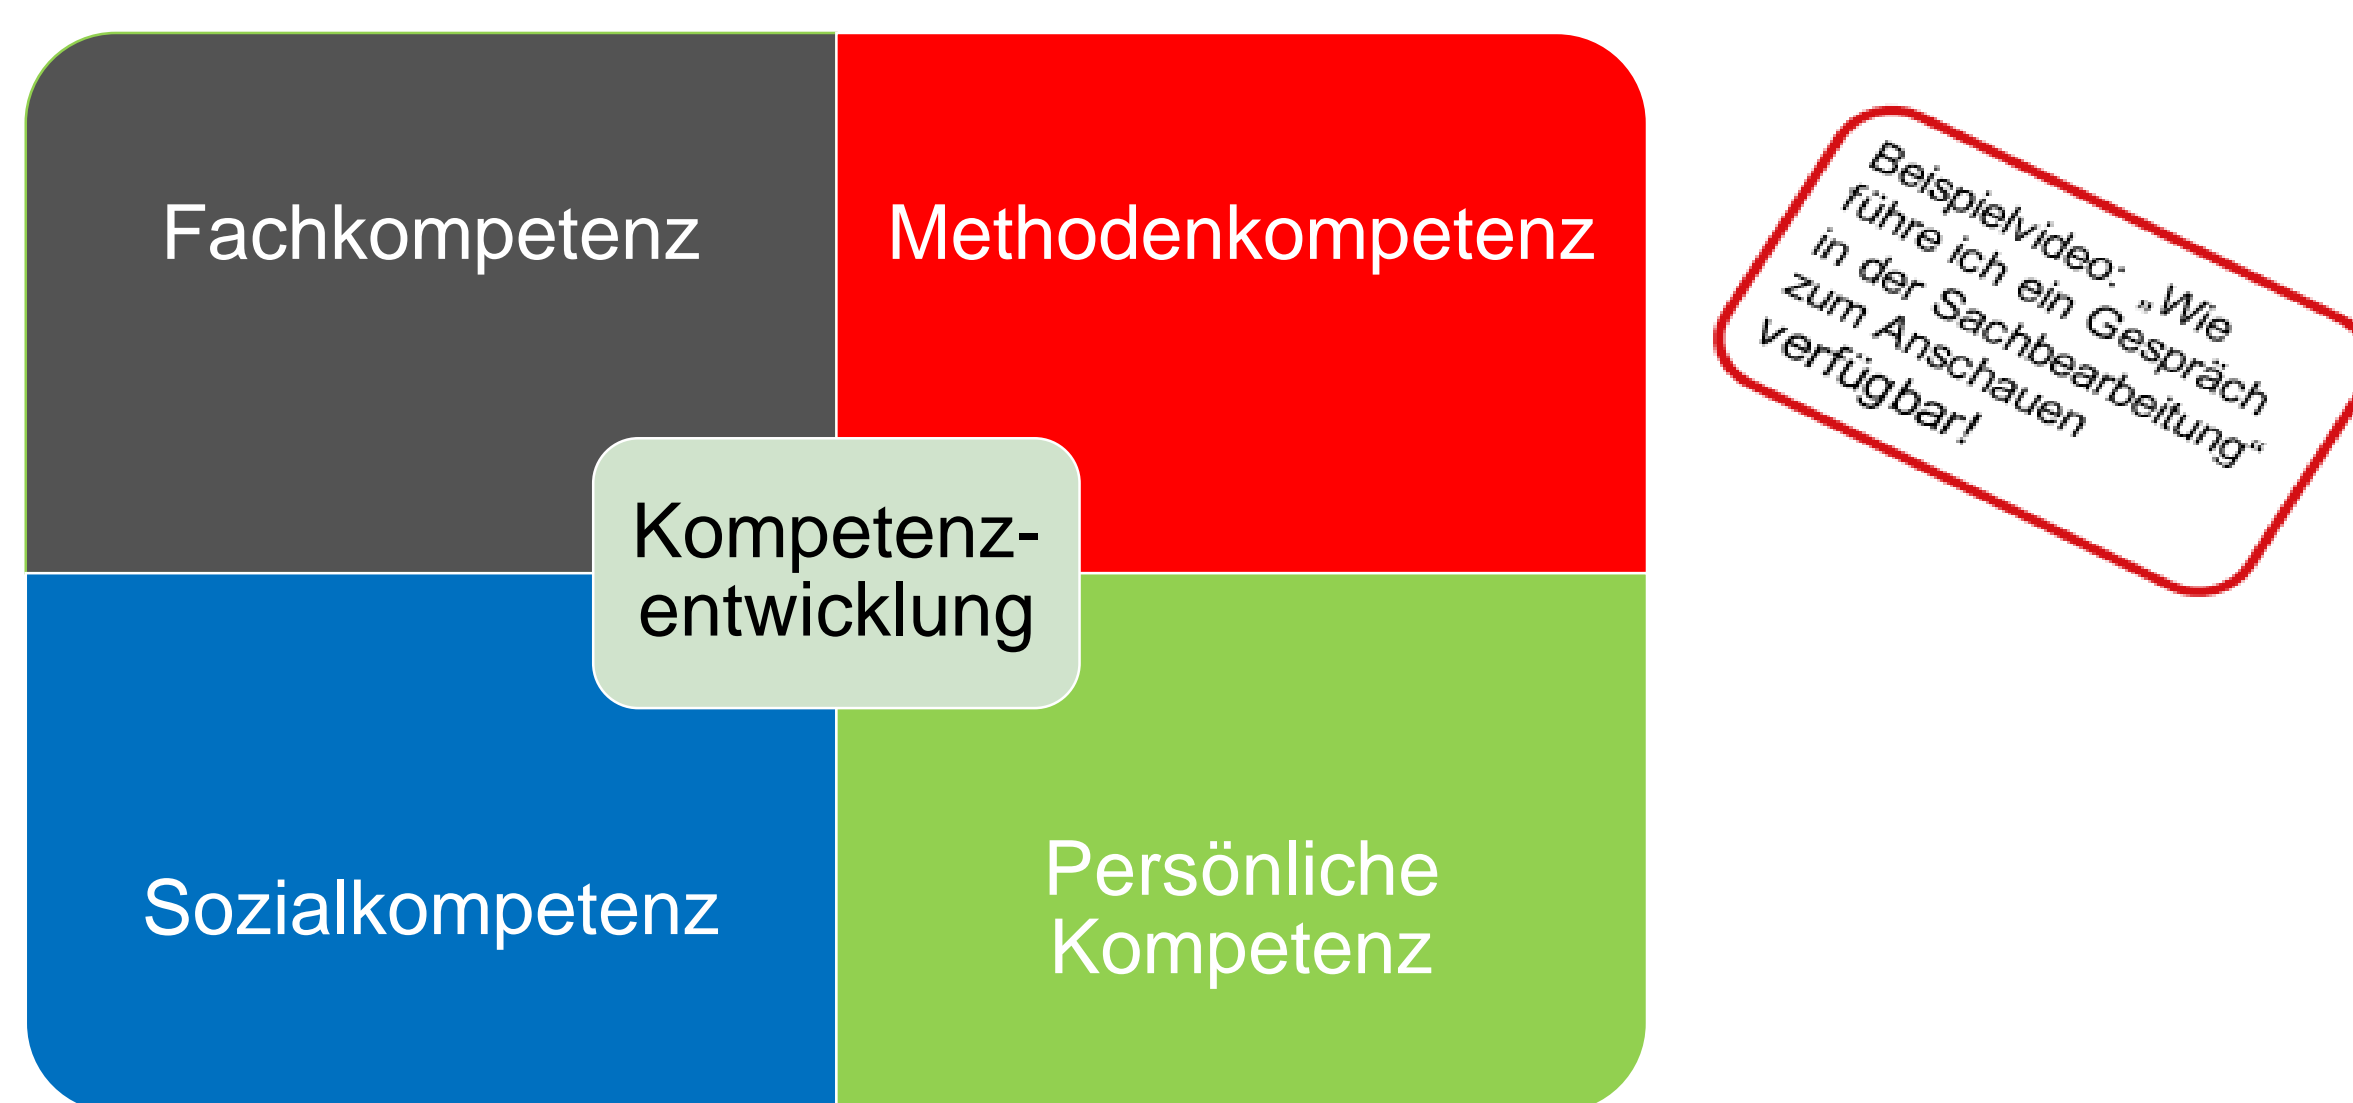 Fachkompetenz
Methodenkompetenz
Kompetenz-
entwicklung
Sozialkompetenz
Persönliche
Kompetenz
Beispielvideo: „Wie
führe ich ein Gespräch
in der Sachbearbeitung“
zum Anschauen
verfügbar!